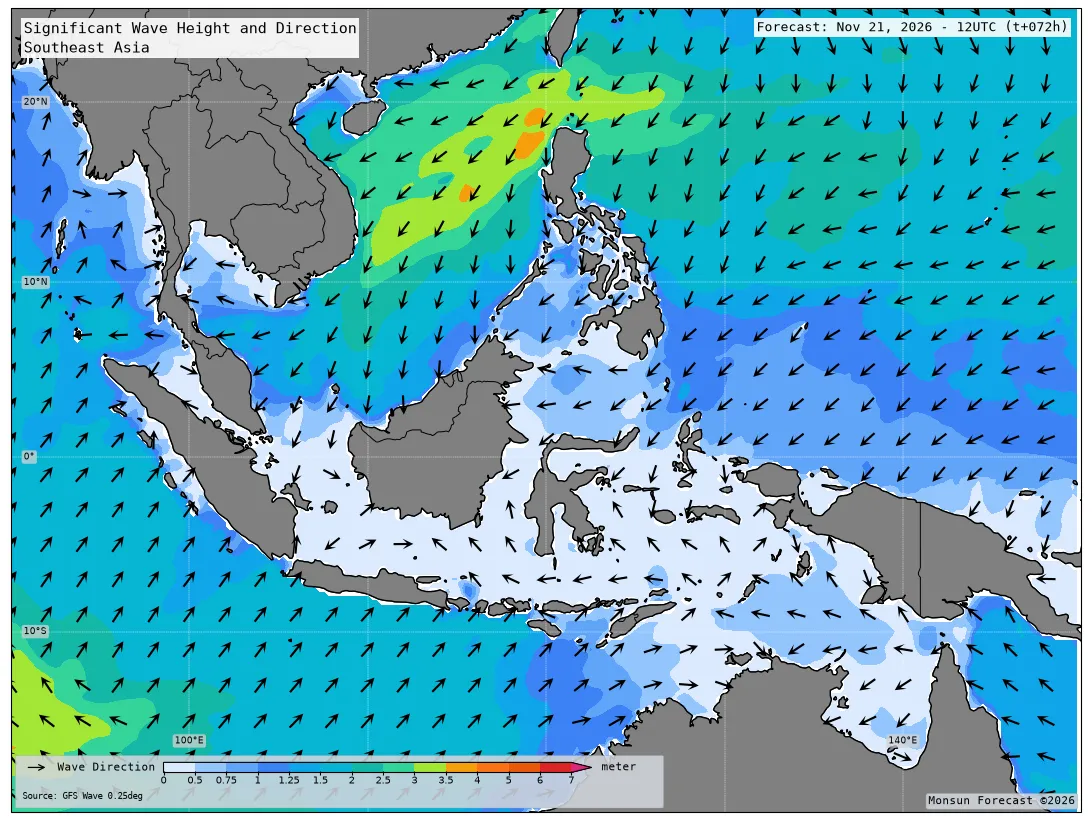 Significant Wave Height and Direction
Southeast Asia
Forecast: Nov 21, 2026 - 12UTC (t+072h)
20°N
10°N
0°
10°S
100°E
140°E
Wave Direction
meter
0 0.5 0.75 1 1.25 1.5 2 2.5 3 3.5 4 5 6 7
Source: GFS Wave 0.25deg
Monsun Forecast ©2026